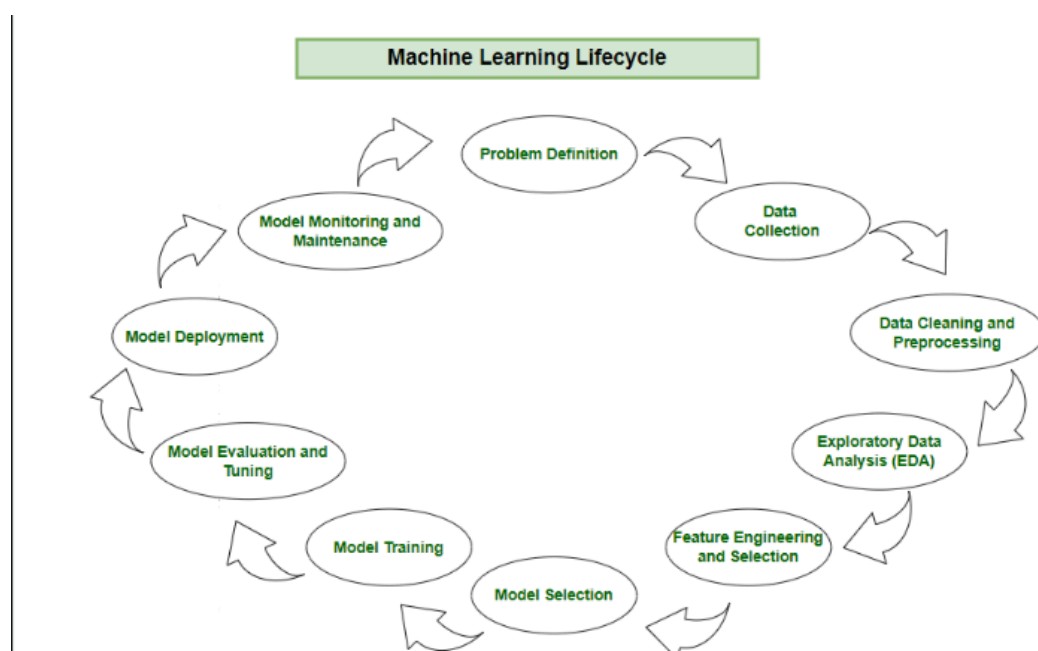 Machine Learning Lifecycle
Problem Definition
Data
Collection
Data Cleaning and
Preprocessing
Exploratory Data
Analysis (EDA)
Feature Engineering
and Selection
Model Selection
Model Training
Model Evaluation and
Tuning
Model Deployment
Model Monitoring and
Maintenance